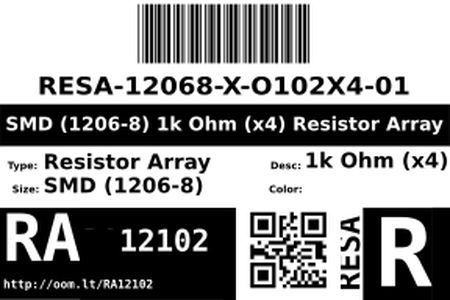 RESA-12068-X-O102X4-01
SMD (1206-8) 1k Ohm (x4) Resistor Array
Type: Resistor Array
Desc: 1k Ohm (x4)
Size: SMD (1206-8)
Color:
RA 12102
RESA
R
http://oom.lt/RA12102